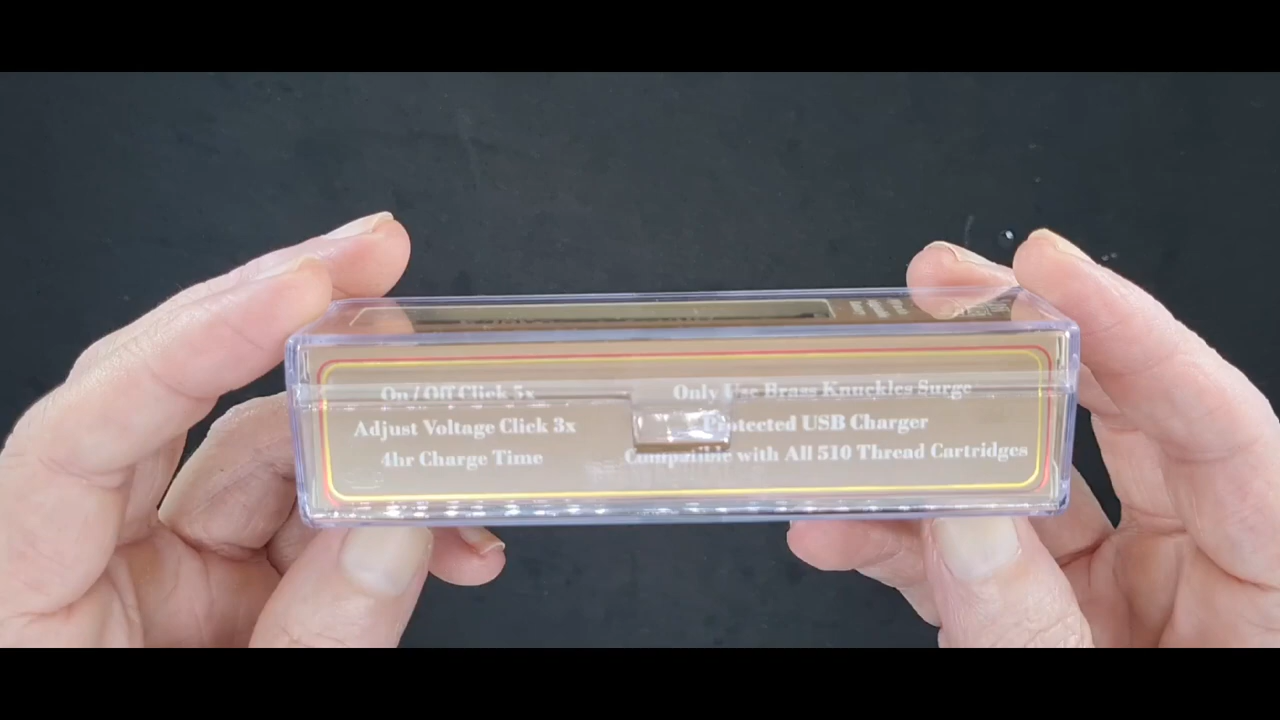 On / Off Click 5x
Adjust Voltage Click 3x
4hr Charge Time
Only Use Brass Knuckles Surge
Protected USB Charger
Compatible with All 510 Thread Cartridges